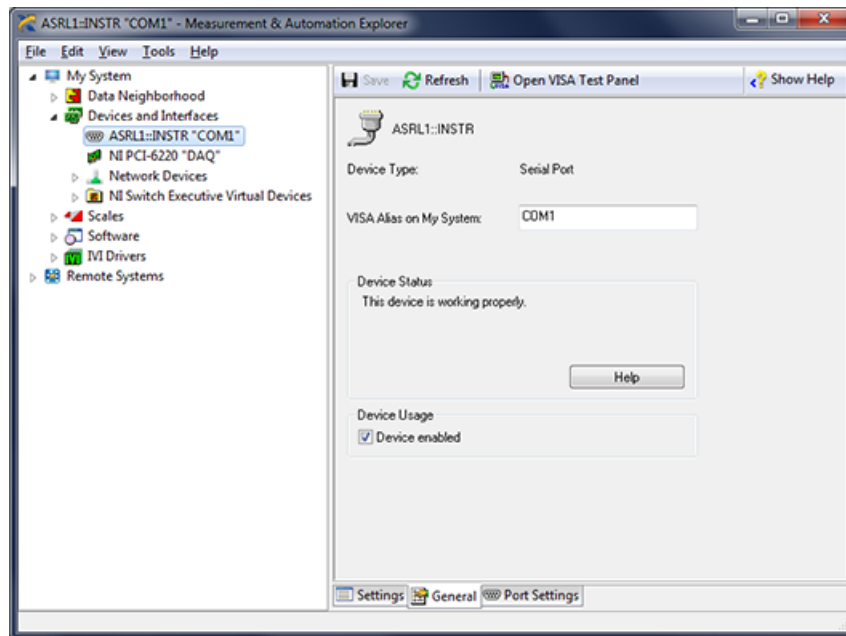 ASRL1::INSTR "COM1" - Measurement & Automation Explorer
File Edit View Tools Help
My System
Data Neighborhood
Devices and Interfaces
ASRL1::INSTR "COM1"
NI PCI-6220 "DAQ"
Network Devices
NI Switch Executive Virtual Devices
Scales
Software
IVI Drivers
Remote Systems
Save Refresh Open VISA Test Panel Show Help
ASRL1::INSTR
Device Type: Serial Port
VISA Alias on My System: COM1
Device Status
This device is working properly.
Help
Device Usage
Device enabled
Settings General Port Settings